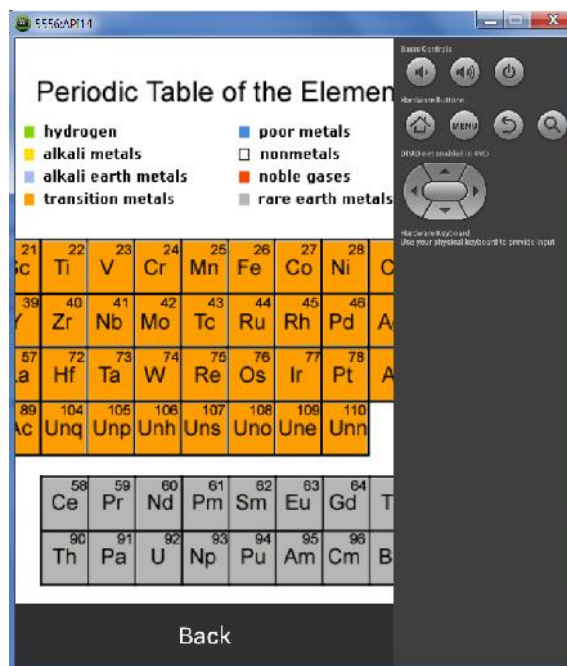 5556:API14
Periodic Table of the Elemen
hydrogen
alkali metals
alkali earth metals
transition metals
poor metals
nonmetals
noble gases
rare earth metals
21 22 23 24 25 26 27 28
Sc Ti V Cr Mn Fe Co Ni C
39 40 41 42 43 44 45 46
Y Zr Nb Mo Tc Ru Rh Pd A
57 72 73 74 75 76 77 78
La Hf Ta W Re Os Ir Pt A
89 104 105 106 107 108 109 110
Ac Unq Unp Unh Uns Uno Une Unn
58 59 60 61 62 63 64
Ce Pr Nd Pm Sm Eu Gd T
90 91 92 93 94 95 96
Th Pa U Np Pu Am Cm B
Back
Basic Controls
Hardware Buttons
MENU
DPAD not enabled in AVD
Hardware Keyboard
Use your physical keyboard to provide input